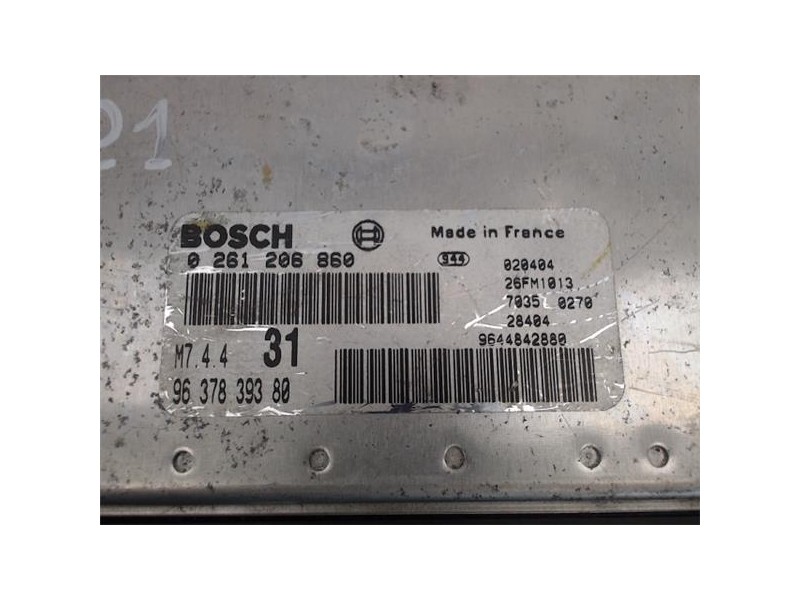 21
BOSCH Made in France
0 261 206 860 944 020404
26FM1013
7035 0270
28404
M7.4.4 31 9644842880
96 378 393 80